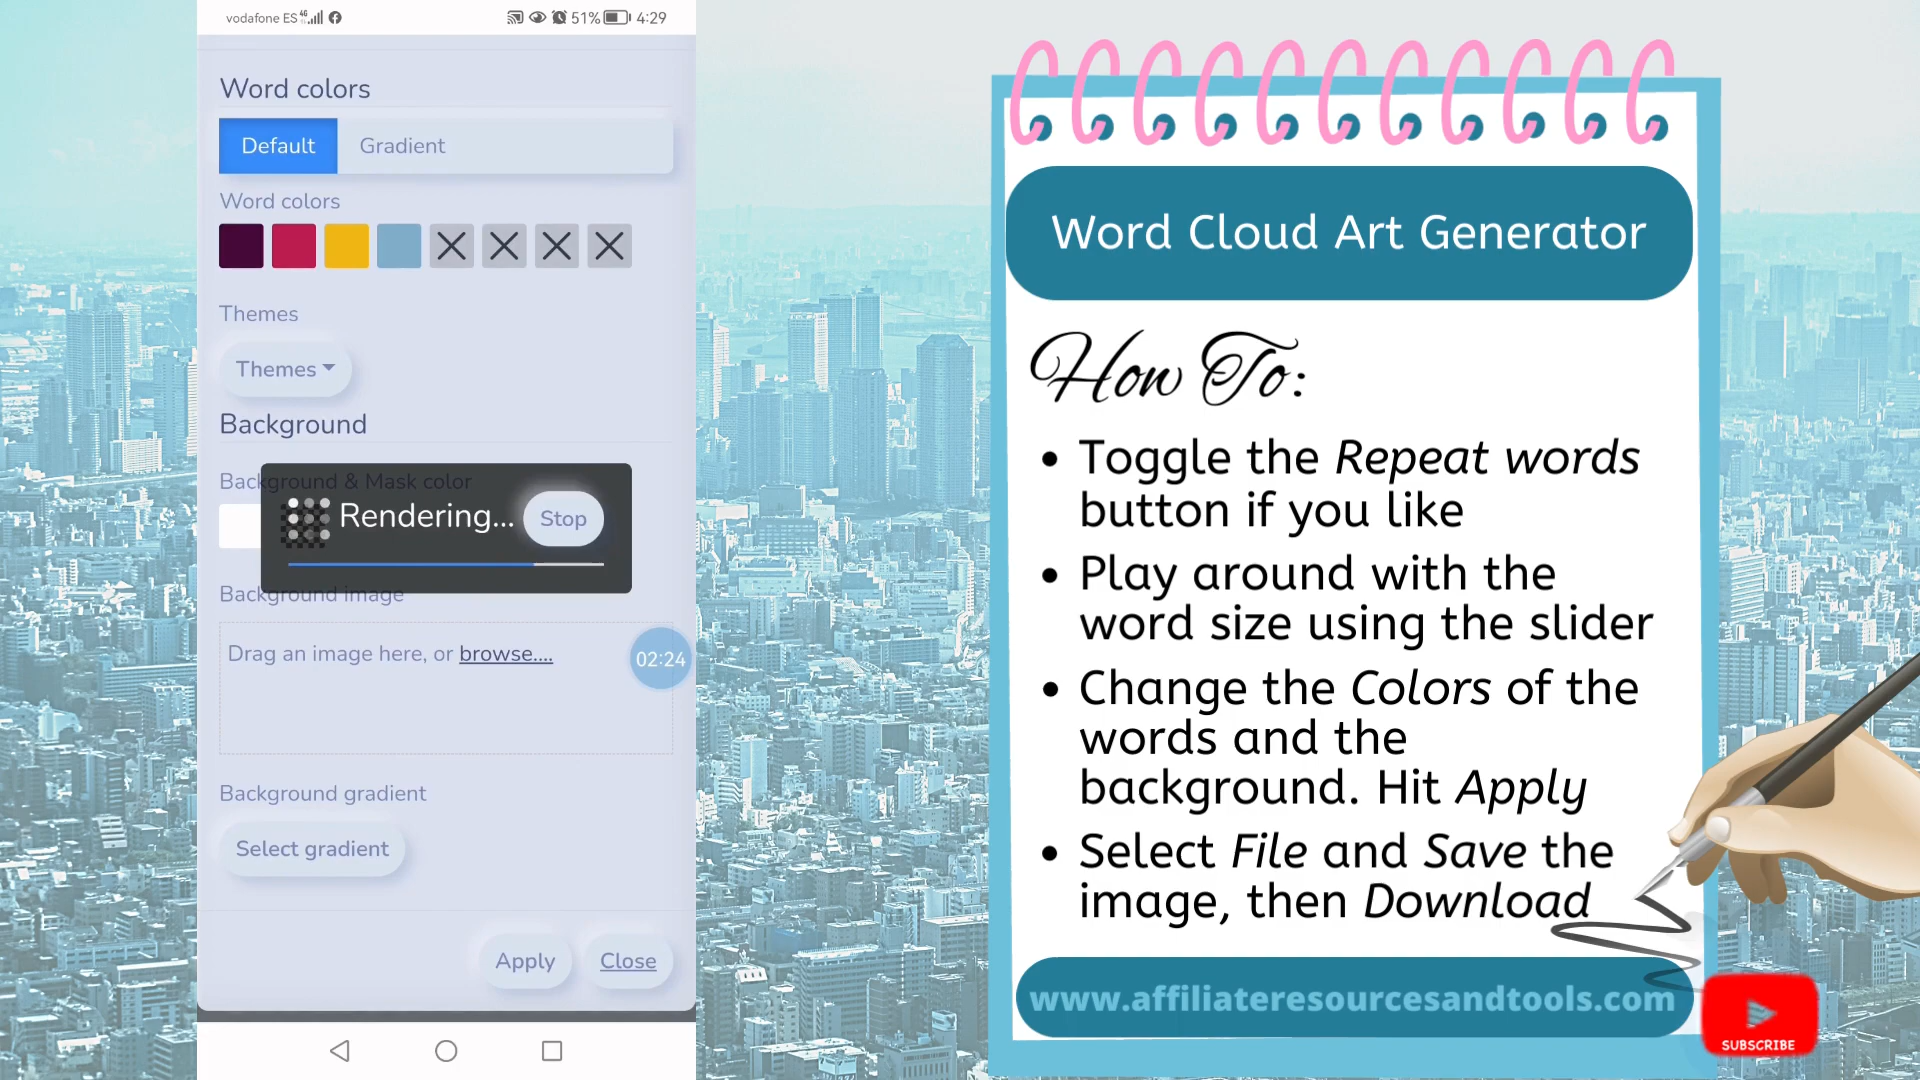 vodafone ES 4G 51% 4:29
Word colors
Default Gradient
Word colors
Themes
Themes
Background
Background & Mask color
Rendering... Stop
Background image
Drag an image here, or browse....
02:24
Background gradient
Select gradient
Apply Close
Word Cloud Art Generator
How To:
• Toggle the Repeat words
button if you like
• Play around with the
word size using the slider
• Change the Colors of the
words and the
background. Hit Apply
• Select File and Save the
image, then Download
www.affiliateresourcesandtools.com
SUBSCRIBE